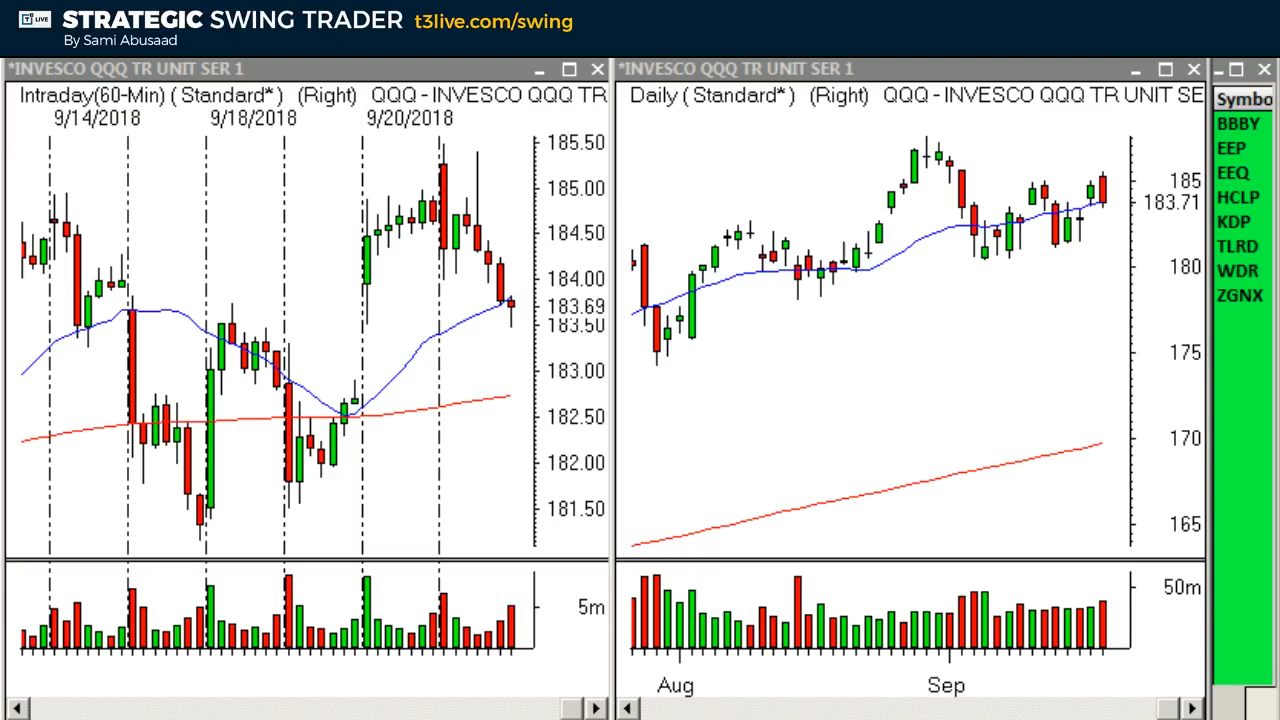 T3 LIVE STRATEGIC SWING TRADER t3live.com/swing
By Sami Abusaad
*INVESCO QQQ TR UNIT SER 1
Intraday(60-Min) ( Standard* ) (Right) QQQ - INVESCO QQQ TR
9/14/2018 9/18/2018 9/20/2018
185.50
185.00
184.50
184.00
183.69
183.50
183.00
182.50
182.00
181.50
5m
*INVESCO QQQ TR UNIT SER 1
Daily ( Standard* ) (Right) QQQ - INVESCO QQQ TR UNIT SE
185
183.71
180
175
170
165
50m
Aug Sep
Symbo
BBBY
EEP
EEQ
HCLP
KDP
TLRD
WDR
ZGNX